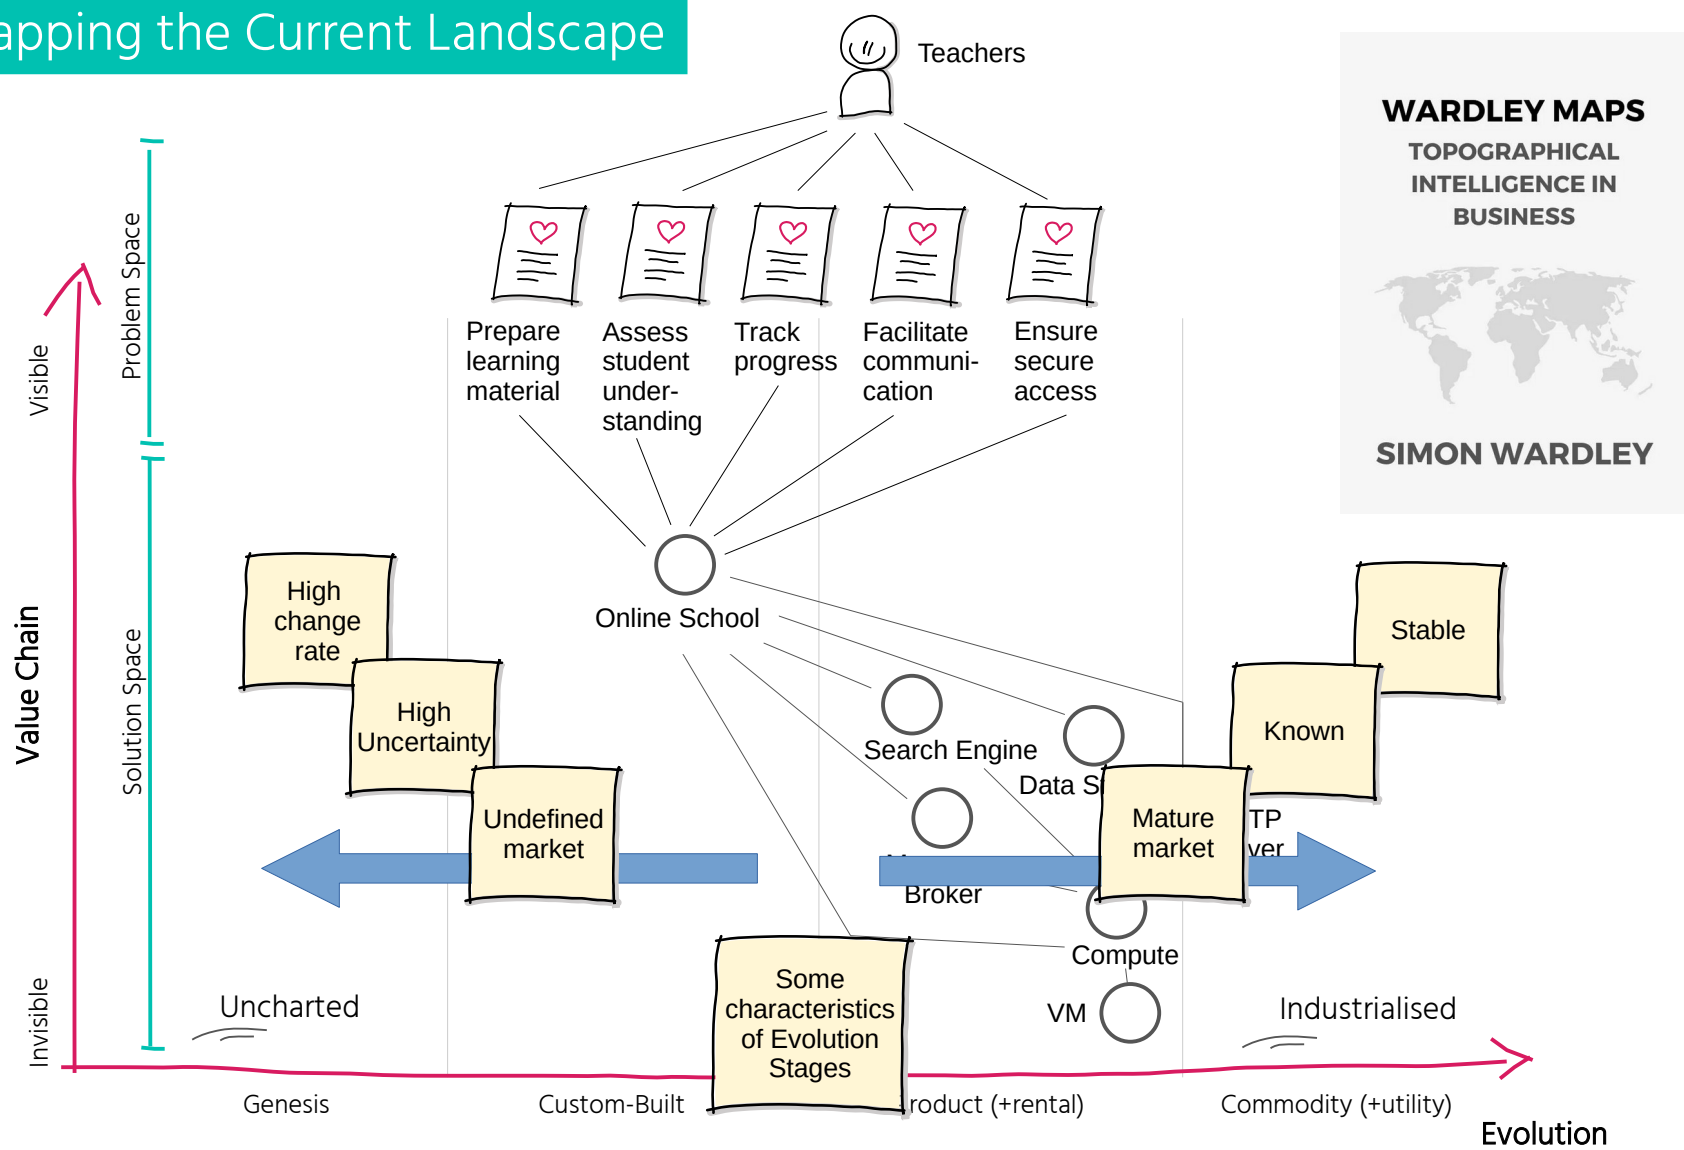 apping the Current Landscape
Teachers
WARDLEY MAPS
TOPOGRAPHICAL
INTELLIGENCE IN
BUSINESS
SIMON WARDLEY
Value Chain
Visible
Invisible
Problem Space
Solution Space
Prepare
learning
material
Assess
student
under-
standing
Track
progress
Facilitate
communi-
cation
Ensure
secure
access
Online School
High
change
rate
High
Uncertainty
Undefined
market
Search Engine
Data S
Broker
Mature
market
TP
ver
Known
Stable
Compute
VM
Some
characteristics
of Evolution
Stages
Uncharted
Industrialised
Genesis
Custom-Built
roduct (+rental)
Commodity (+utility)
Evolution